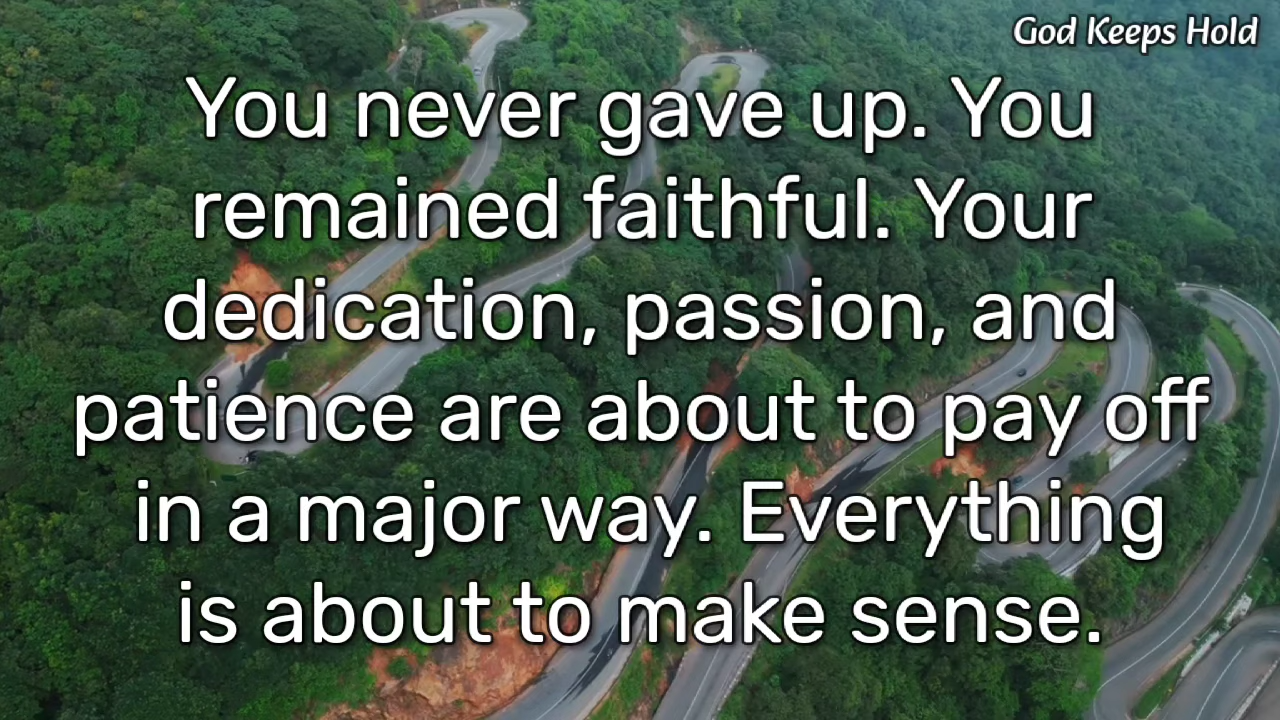 God Keeps Hold
You never gave up. You
remained faithful. Your
dedication, passion, and
patience are about to pay off
in a major way. Everything
is about to make sense.